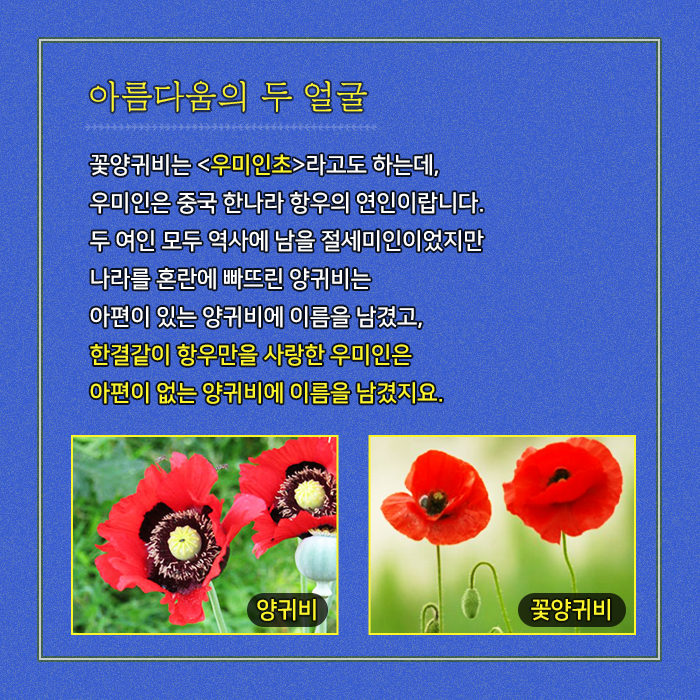 아름다움의 두 얼굴
꽃양귀비는 <우미인초>라고도 하는데,
우미인은 중국 한나라 항우의 연인이랍니다.
두 여인 모두 역사에 남을 절세미인이었지만
나라를 혼란에 빠뜨린 양귀비는
아편이 있는 양귀비에 이름을 남겼고,
한결같이 항우만을 사랑한 우미인은
아편이 없는 양귀비에 이름을 남겼지요.
양귀비
꽃양귀비